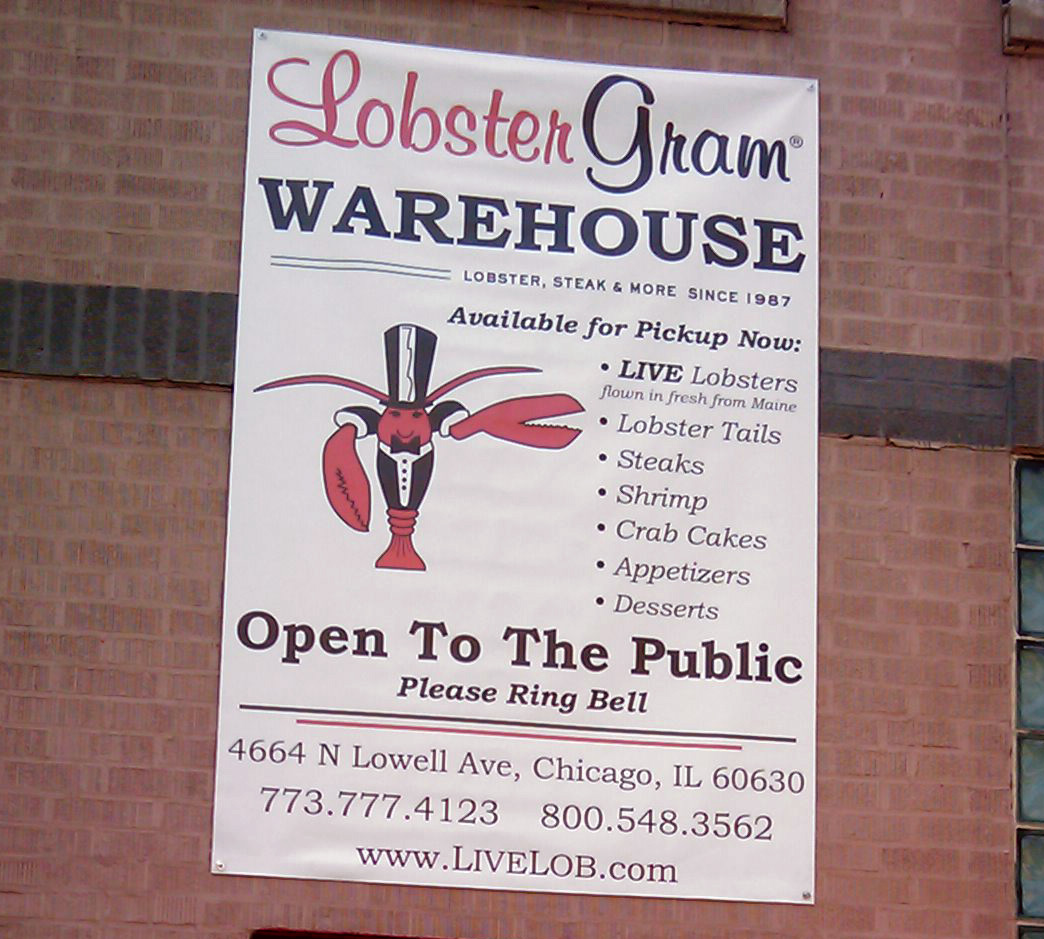 Lobster Gram®
WAREHOUSE
LOBSTER, STEAK & MORE SINCE 1987
Available for Pickup Now:
• LIVE Lobsters
flown in fresh from Maine
• Lobster Tails
• Steaks
• Shrimp
• Crab Cakes
• Appetizers
• Desserts
Open To The Public
Please Ring Bell
4664 N Lowell Ave, Chicago, IL 60630
773.777.4123 800.548.3562
www.LIVELOB.com